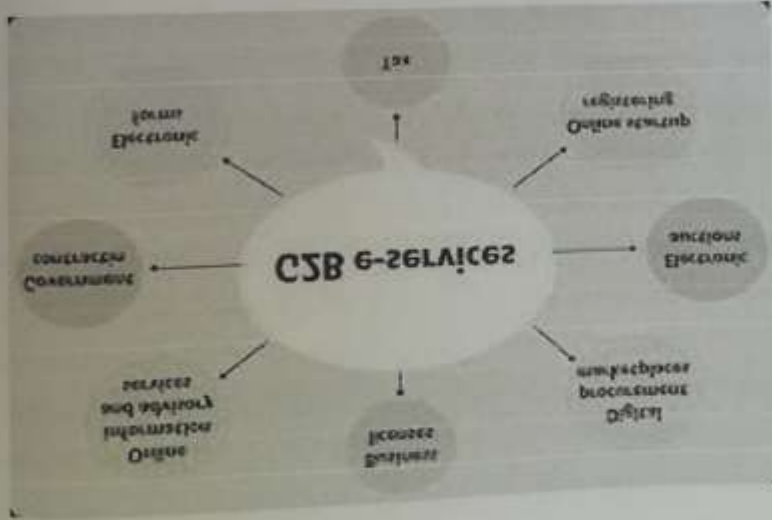 Online
information
and advisory
services
Business
licenses
Digital
procurement
marketplaces
Government
contractin
G2B e-services
Electronic
auctions
Electronic
forms
Tax
Online startup
registering